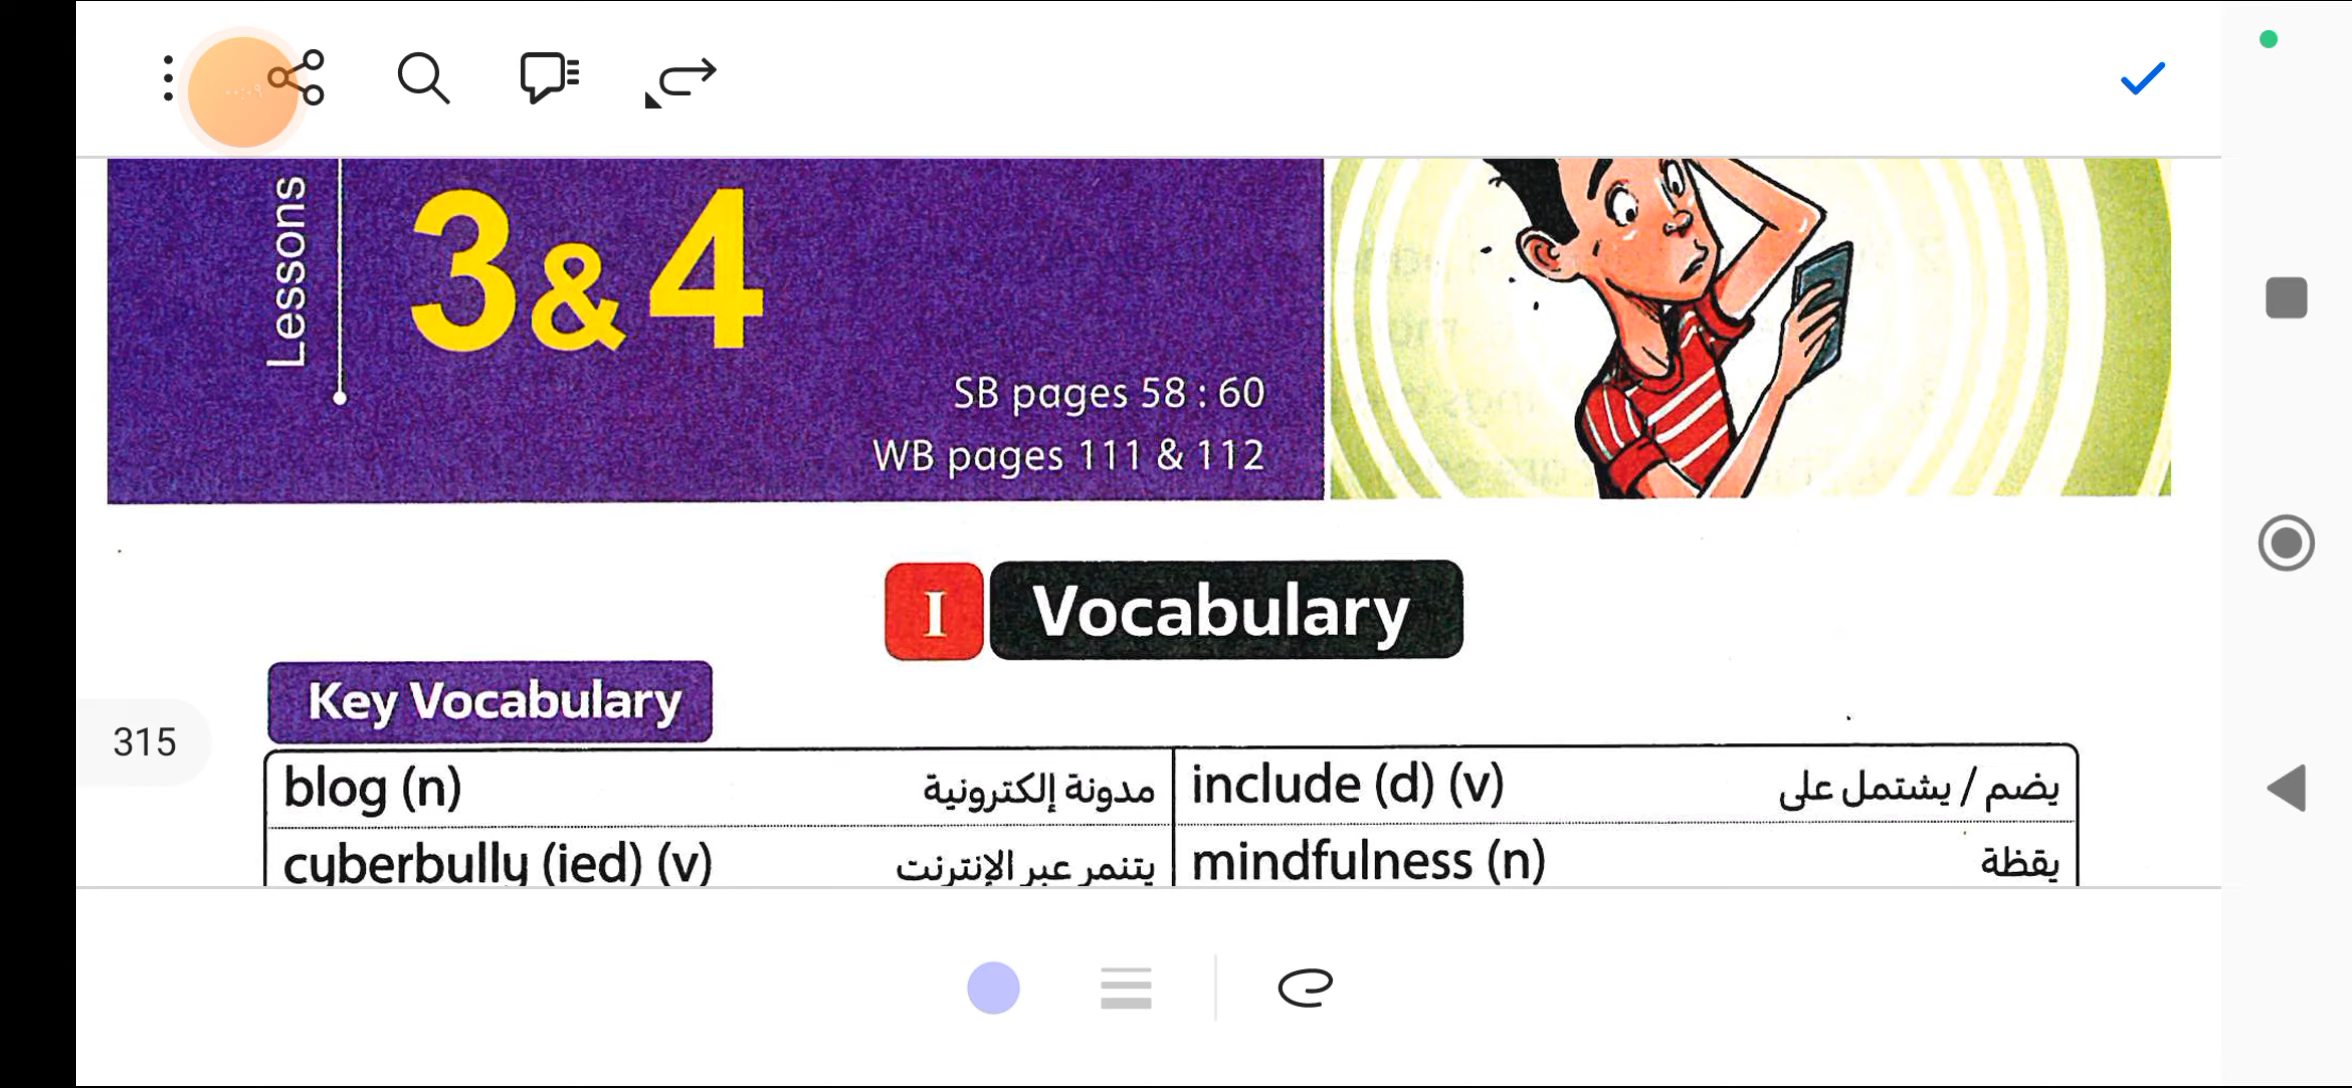 Lessons
3 & 4
SB pages 58 : 60
WB pages 111 & 112
I Vocabulary
Key Vocabulary
315
blog (n) مدونة إلكترونية include (d) (v) يضم / يشتمل على
cyberbully (ied) (v) يتنمر عبر الإنترنت mindfulness (n) يقظة